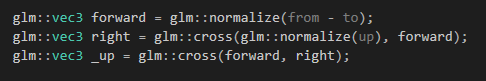 glm::vec3 forward = glm::normalize(from - to);
glm::vec3 right = glm::cross(glm::normalize(up), forward);
glm::vec3 _up = glm::cross(forward, right);